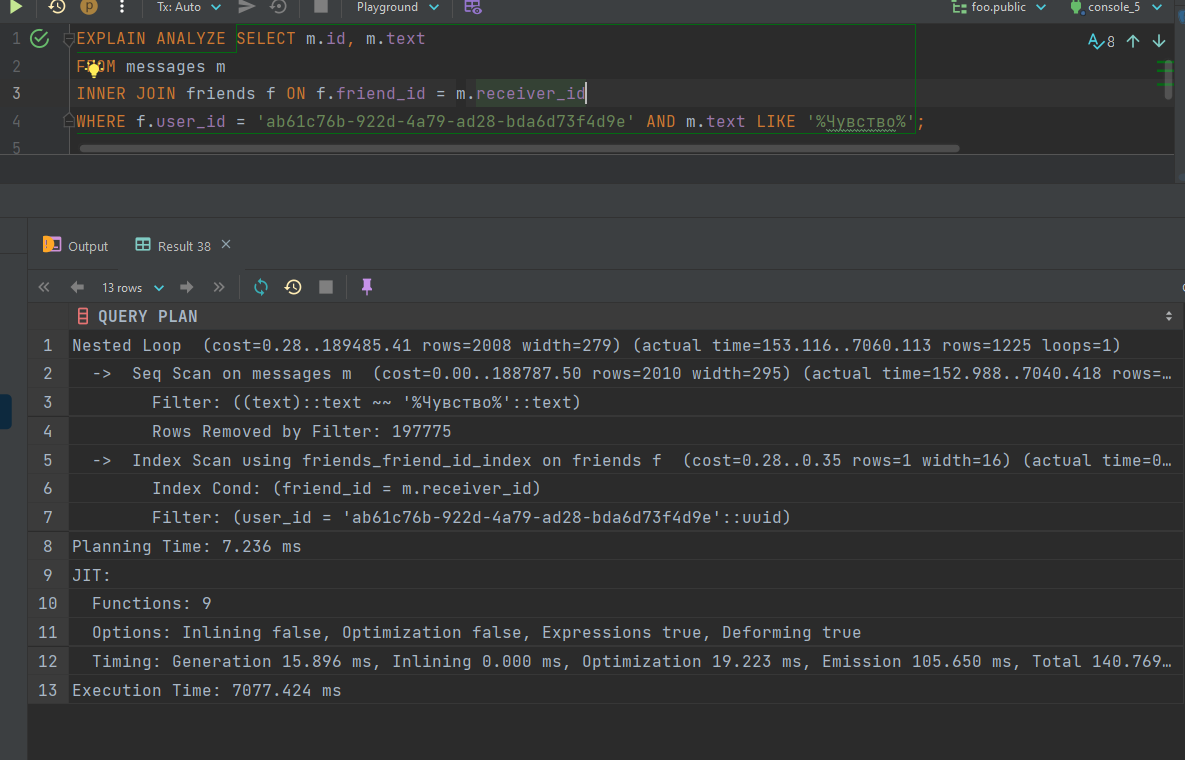 Tx: Auto
Playground
foo.public
console_5
1 EXPLAIN ANALYZE SELECT m.id, m.text
8
2 FROM messages m
3 INNER JOIN friends f ON f.friend_id = m.receiver_id
4 WHERE f.user_id = 'ab61c76b-922d-4a79-ad28-bda6d73f4d9e' AND m.text LIKE '%Чувство%';
5
Output
Result 38
13 rows
QUERY PLAN
1 Nested Loop  (cost=0.28..189485.41 rows=2008 width=279) (actual time=153.116..7060.113 rows=1225 loops=1)
2   ->  Seq Scan on messages m  (cost=0.00..188787.50 rows=2010 width=295) (actual time=152.988..7040.418 rows=…
3         Filter: ((text)::text ~~ '%Чувство%'::text)
4         Rows Removed by Filter: 197775
5   ->  Index Scan using friends_friend_id_index on friends f  (cost=0.28..0.35 rows=1 width=16) (actual time=0…
6         Index Cond: (friend_id = m.receiver_id)
7         Filter: (user_id = 'ab61c76b-922d-4a79-ad28-bda6d73f4d9e'::uuid)
8 Planning Time: 7.236 ms
9 JIT:
10   Functions: 9
11   Options: Inlining false, Optimization false, Expressions true, Deforming true
12   Timing: Generation 15.896 ms, Inlining 0.000 ms, Optimization 19.223 ms, Emission 105.650 ms, Total 140.769…
13 Execution Time: 7077.424 ms